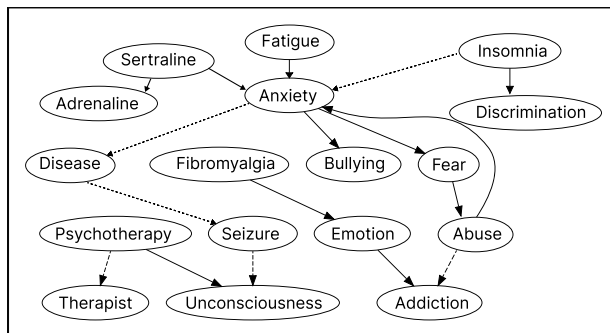 Fatigue
Insomnia
Sertraline
Anxiety
Adrenaline
Discrimination
Disease
Fibromyalgia
Bullying
Fear
Psychotherapy
Seizure
Emotion
Abuse
Therapist
Unconsciousness
Addiction